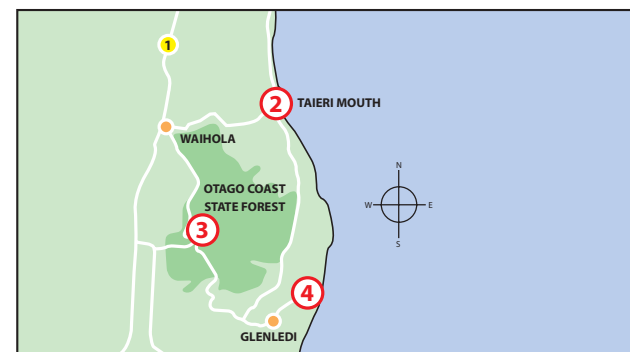 1
2
TAIERI MOUTH
WAIHOLA
OTAGO COAST
STATE FOREST
N
W
E
S
3
4
GLENLEDI